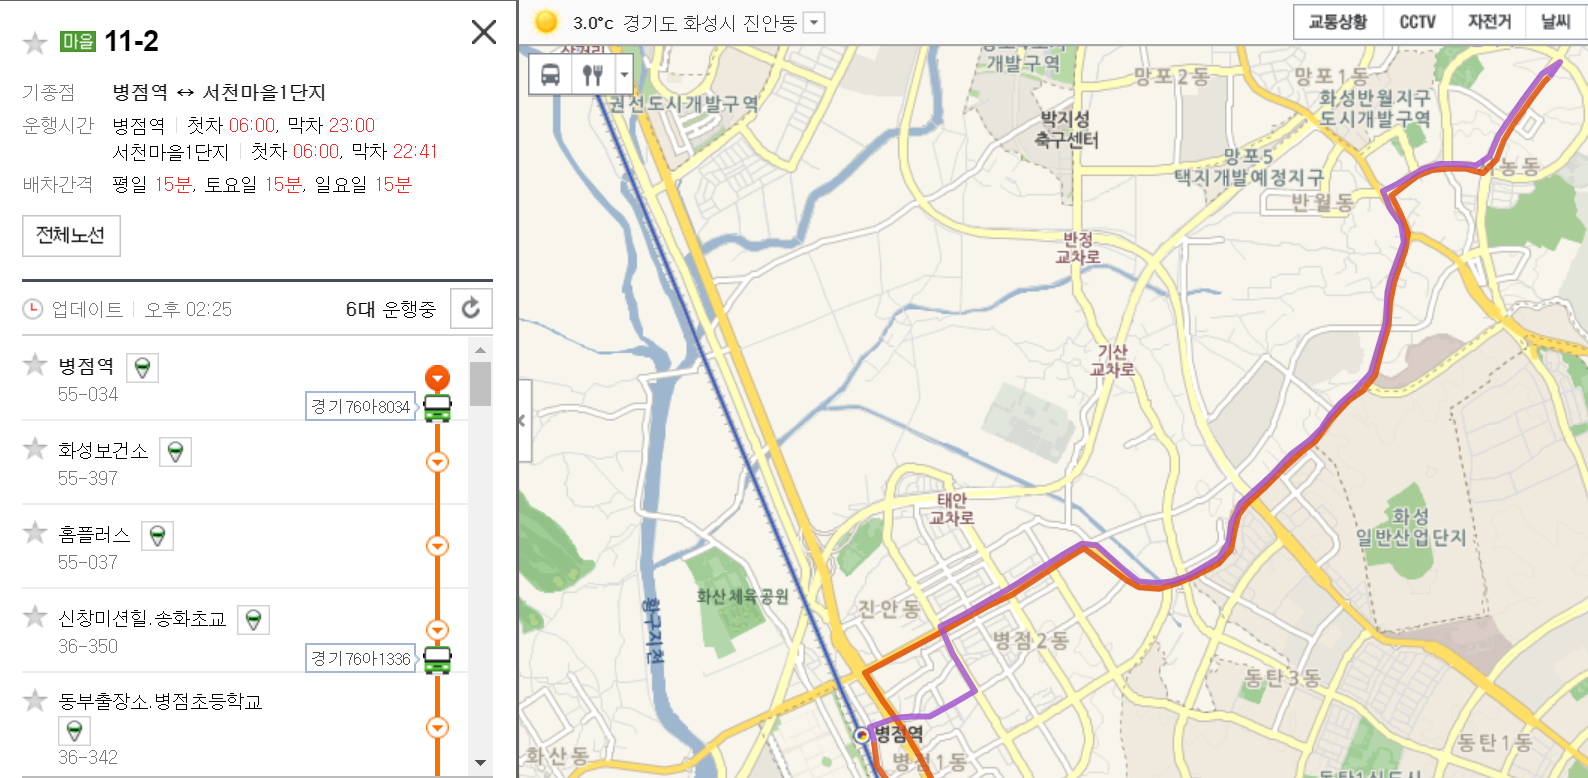 마을 11-2
기종점 병점역 ↔ 서천마을1단지
운행시간 병점역 | 첫차 06:00, 막차 23:00
서천마을1단지 | 첫차 06:00, 막차 22:41
배차간격 평일 15분, 토요일 15분, 일요일 15분
전체노선
업데이트 | 오후 02:25
6대 운행중
병점역
55-034
경기76아8034
화성보건소
55-397
홈플러스
55-037
신창미션힐.송화초교
36-350
경기76아1336
동부출장소.병점초등학교
36-342
3.0°c 경기도 화성시 진안동
교통상황 CCTV 자전거 날씨
개발구역
권선도시개발구역
박지성
축구센터
망포2동
망포1동
화성반월지구
도시개발구역
망포5
택지개발예정지구
반월동
농동
반정
교차로
기산
교차로
태안
교차로
화성
일반산업단지
화산체육공원
황구지천
진안동
병점2동
동탄3동
병점역
병점1동
화산동
동탄1동
동탄1신도시